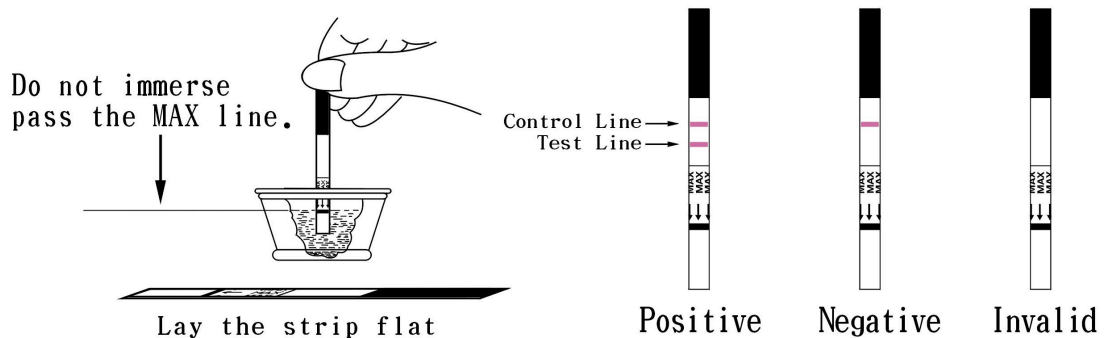 Do not immerse
pass the MAX line.
Lay the strip flat
Control Line
Test Line
MAX MAX MAX
Positive
MAX MAX MAX
Negative
MAX MAX MAX
Invalid